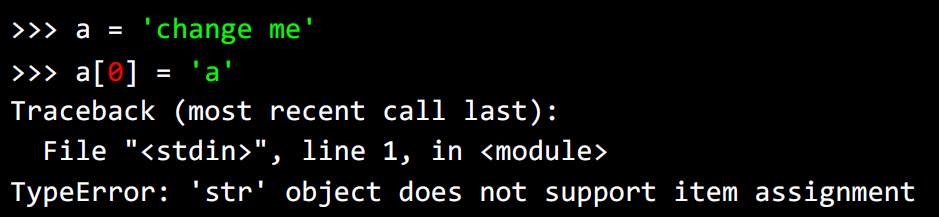 >>> a = 'change me'
>>> a[0] = 'a'
Traceback (most recent call last):
  File "<stdin>", line 1, in <module>
TypeError: 'str' object does not support item assignment